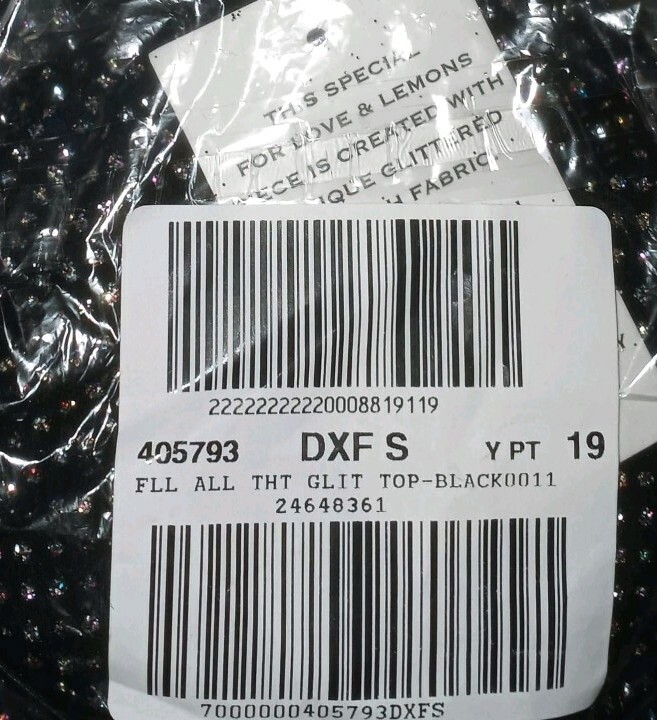 THIS SPECIAL
FOR LOVE & LEMONS
PIECE IS CREATED WITH
GLITTERED
FABRIC.
22222222220008819119
405793 DXF S Y PT 19
FLL ALL THT GLIT TOP-BLACK0011
24648361
7000000405793DXFS